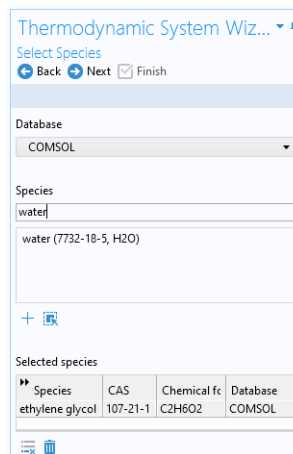 Thermodynamic System Wiz...
Select Species
Back Next Finish
Database
COMSOL
Species
water
water (7732-18-5, H2O)
Selected species
Species CAS Chemical fc Database
ethylene glycol 107-21-1 C2H6O2 COMSOL